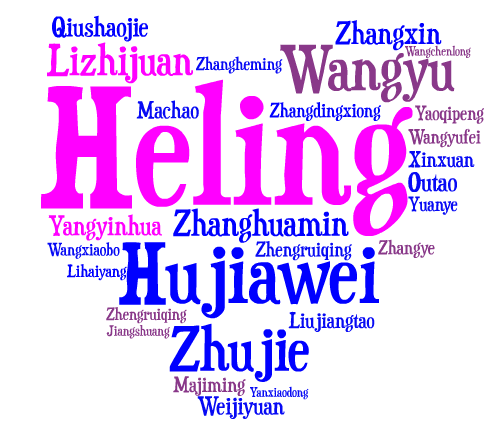 Qiushaojie
Zhangxin
Wangchenlong
Lizhijuan
Zhangheming
Wangyu
Heling
Machao
Zhangdingxiong
Yaoqipeng
Wangyufei
Xinxuan
Outao
Yuanye
Yangyinhua
Zhanghuamin
Wangxiaobo
Zhengruiqing
Zhangye
Lihaiyang
Hujiawei
Zhengruiqing
Liujiangtao
Jiangshuang
Zhujie
Majiming
Yanxiaodong
Weijiyuan